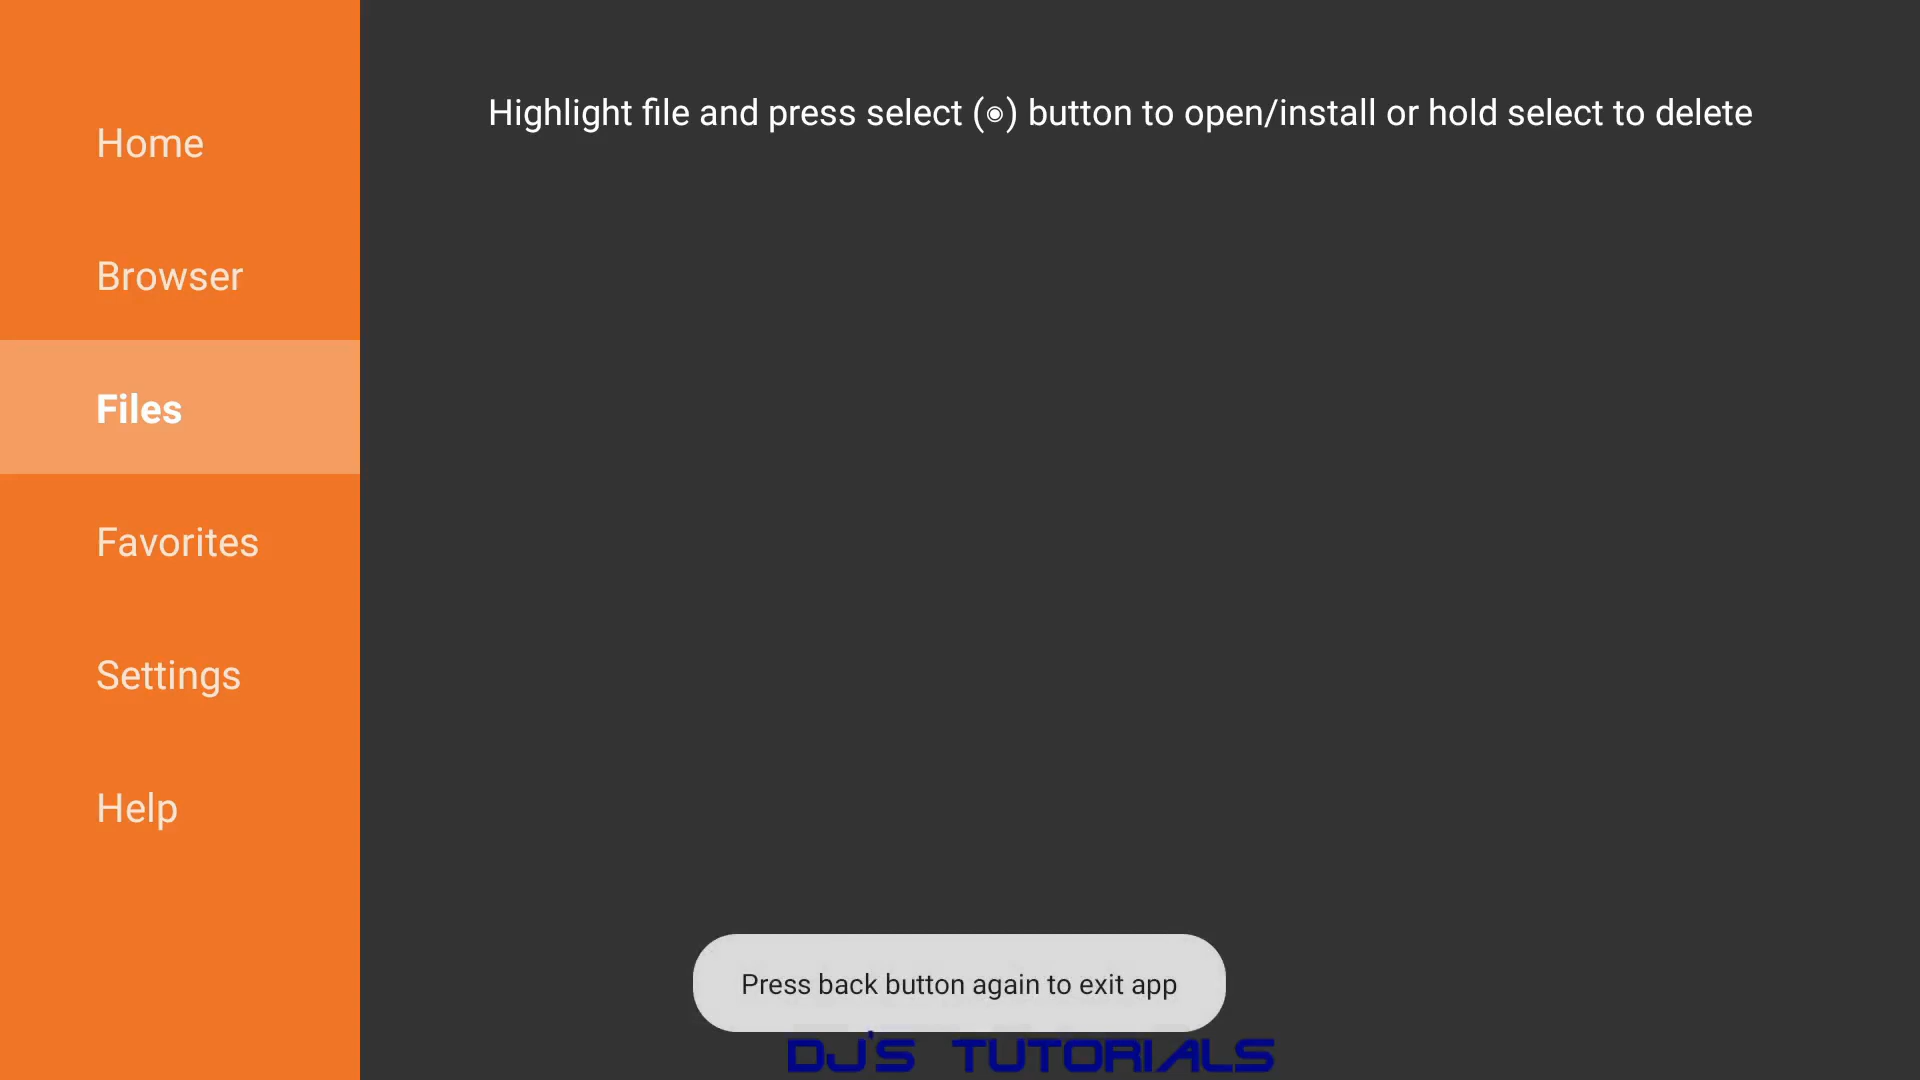 Home
Browser
Files
Favorites
Settings
Help
Highlight file and press select (◉) button to open/install or hold select to delete
Press back button again to exit app
DJ'S TUTORIALS